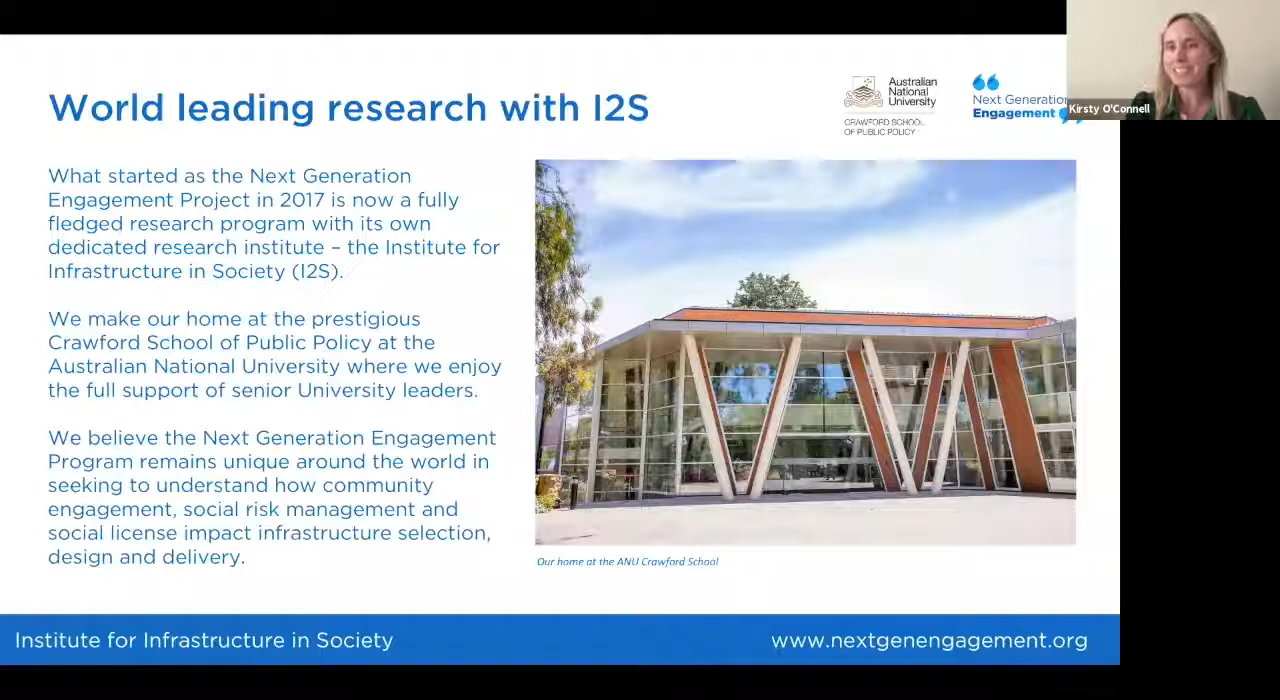 World leading research with I2S
Australian
National
University
CRAWFORD SCHOOL
OF PUBLIC POLICY
Next Generation
Engagement
Kirsty O'Connell
What started as the Next Generation
Engagement Project in 2017 is now a fully
fledged research program with its own
dedicated research institute – the Institute for
Infrastructure in Society (I2S).
We make our home at the prestigious
Crawford School of Public Policy at the
Australian National University where we enjoy
the full support of senior University leaders.
We believe the Next Generation Engagement
Program remains unique around the world in
seeking to understand how community
engagement, social risk management and
social license impact infrastructure selection,
design and delivery.
Our home at the ANU Crawford School
Institute for Infrastructure in Society
www.nextgenengagement.org